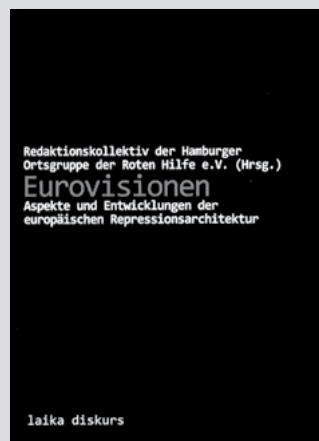 Redaktionskollektiv der Hamburger
Ortsgruppe der Roten Hilfe e.V. (Hrsg.)
Eurovisionen
Aspekte und Entwicklungen der
europäischen Repressionsarchitektur
laika diskurs